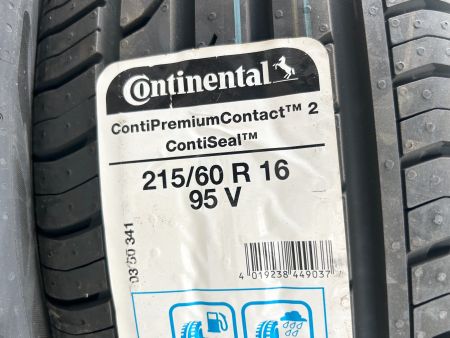 Continental
ContiPremiumContact™ 2
ContiSeal™
215/60 R 16
95 V
03 50 341
4 019238 449037